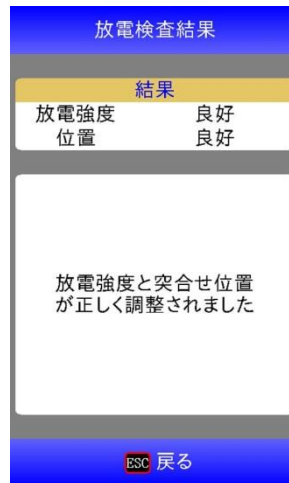 放電検査結果
結果
放電強度 良好
位置 良好
放電強度と突合せ位置
が正しく調整されました
ESC 戻る